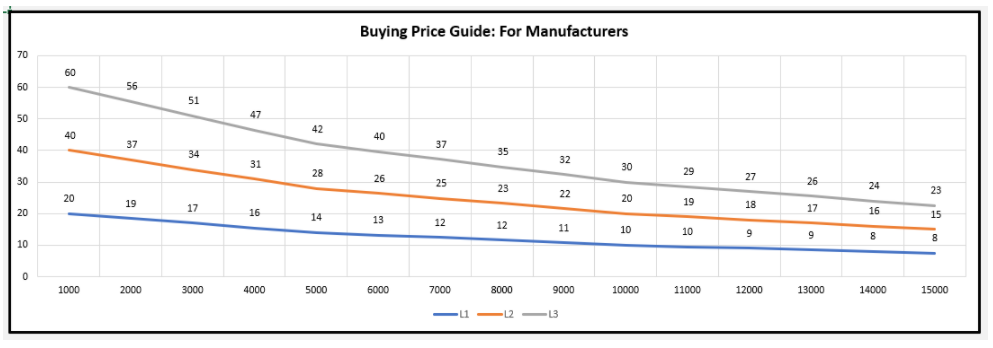 Buying Price Guide: For Manufacturers
70
60
50
40
30
20
10
0
60 56 51 47 42 40 37 35 32 30 29 27 26 24 23
40 37 34 31 28 26 25 23 22 20 19 18 17 16 15
20 19 17 16 14 13 12 12 11 10 10 9 9 8 8
1000 2000 3000 4000 5000 6000 7000 8000 9000 10000 11000 12000 13000 14000 15000
L1 L2 L3